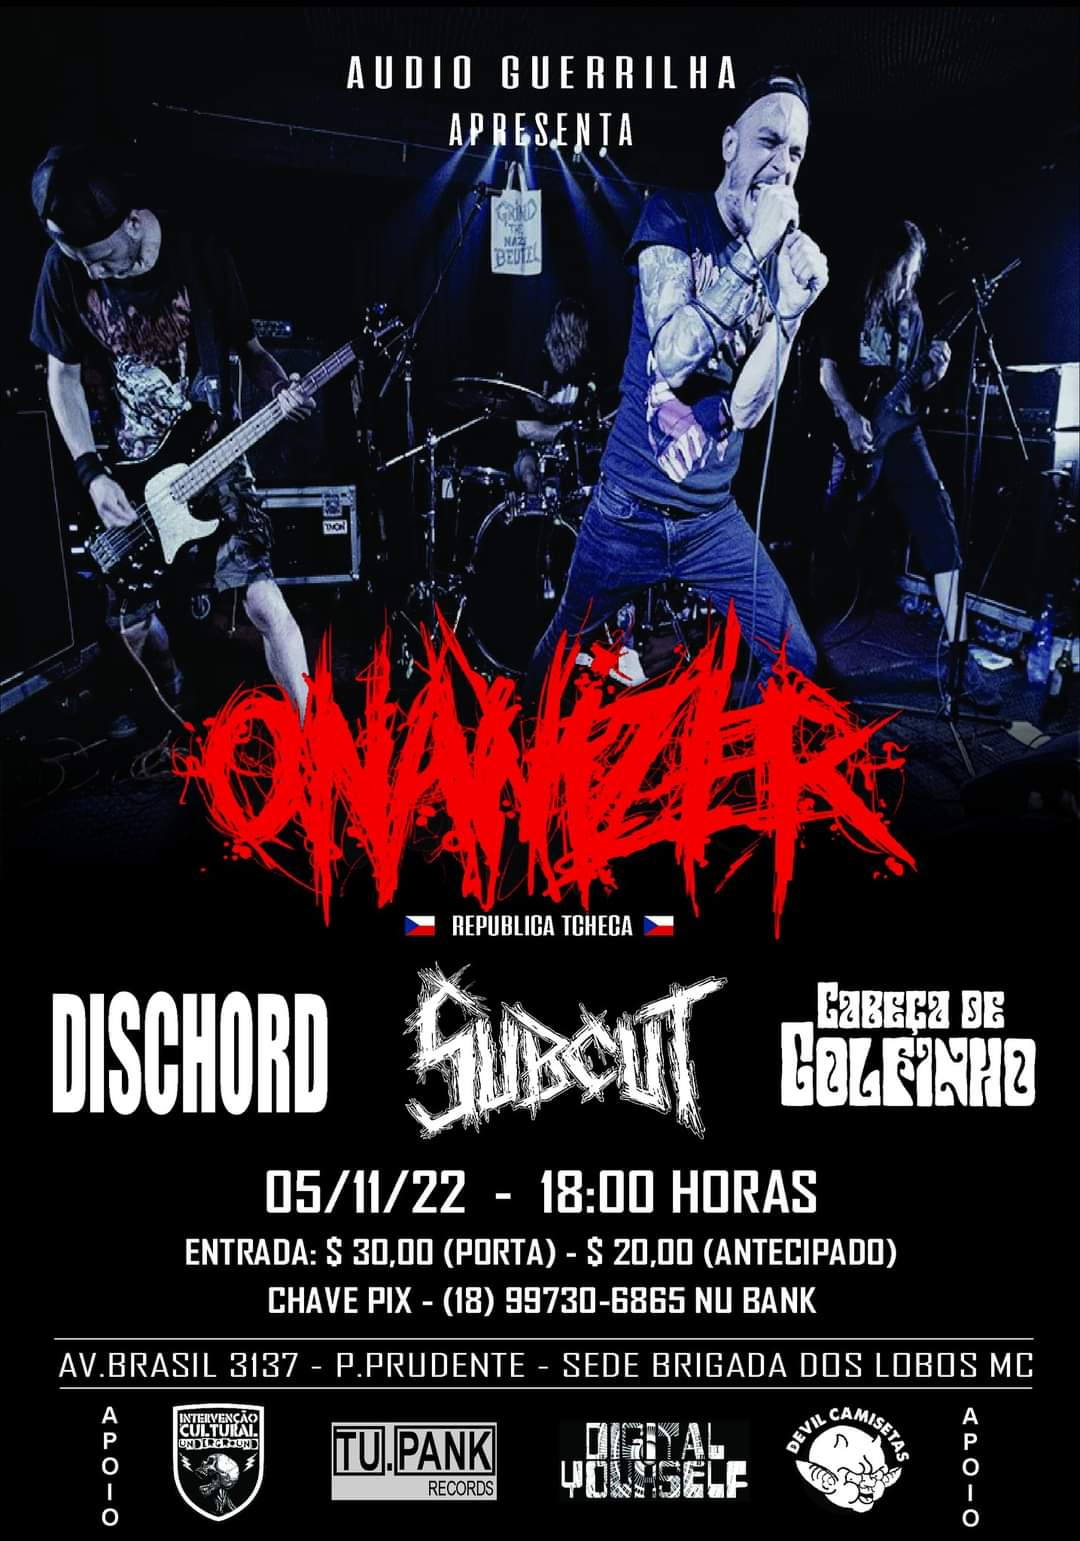 AUDIO GUERRILHA
APRESENTA
GRIND
THE
NAZI
BEUTEL
ONANIZER
REPUBLICA TCHECA
DISCHORD
SUBCUT
CABEÇA DE
GOLFINHO
05/11/22 - 18:00 HORAS
ENTRADA: $ 30,00 (PORTA) - $ 20,00 (ANTECIPADO)
CHAVE PIX - (18) 99730-6865 NU BANK
AV.BRASIL 3137 - P.PRUDENTE - SEDE BRIGADA DOS LOBOS MC
APOIO
INTERVENÇÃO
CULTURAL
UNDERGROUND
TU.PANK
RECORDS
DIGITAL
YOURSELF
DEVIL CAMISETAS
APOIO